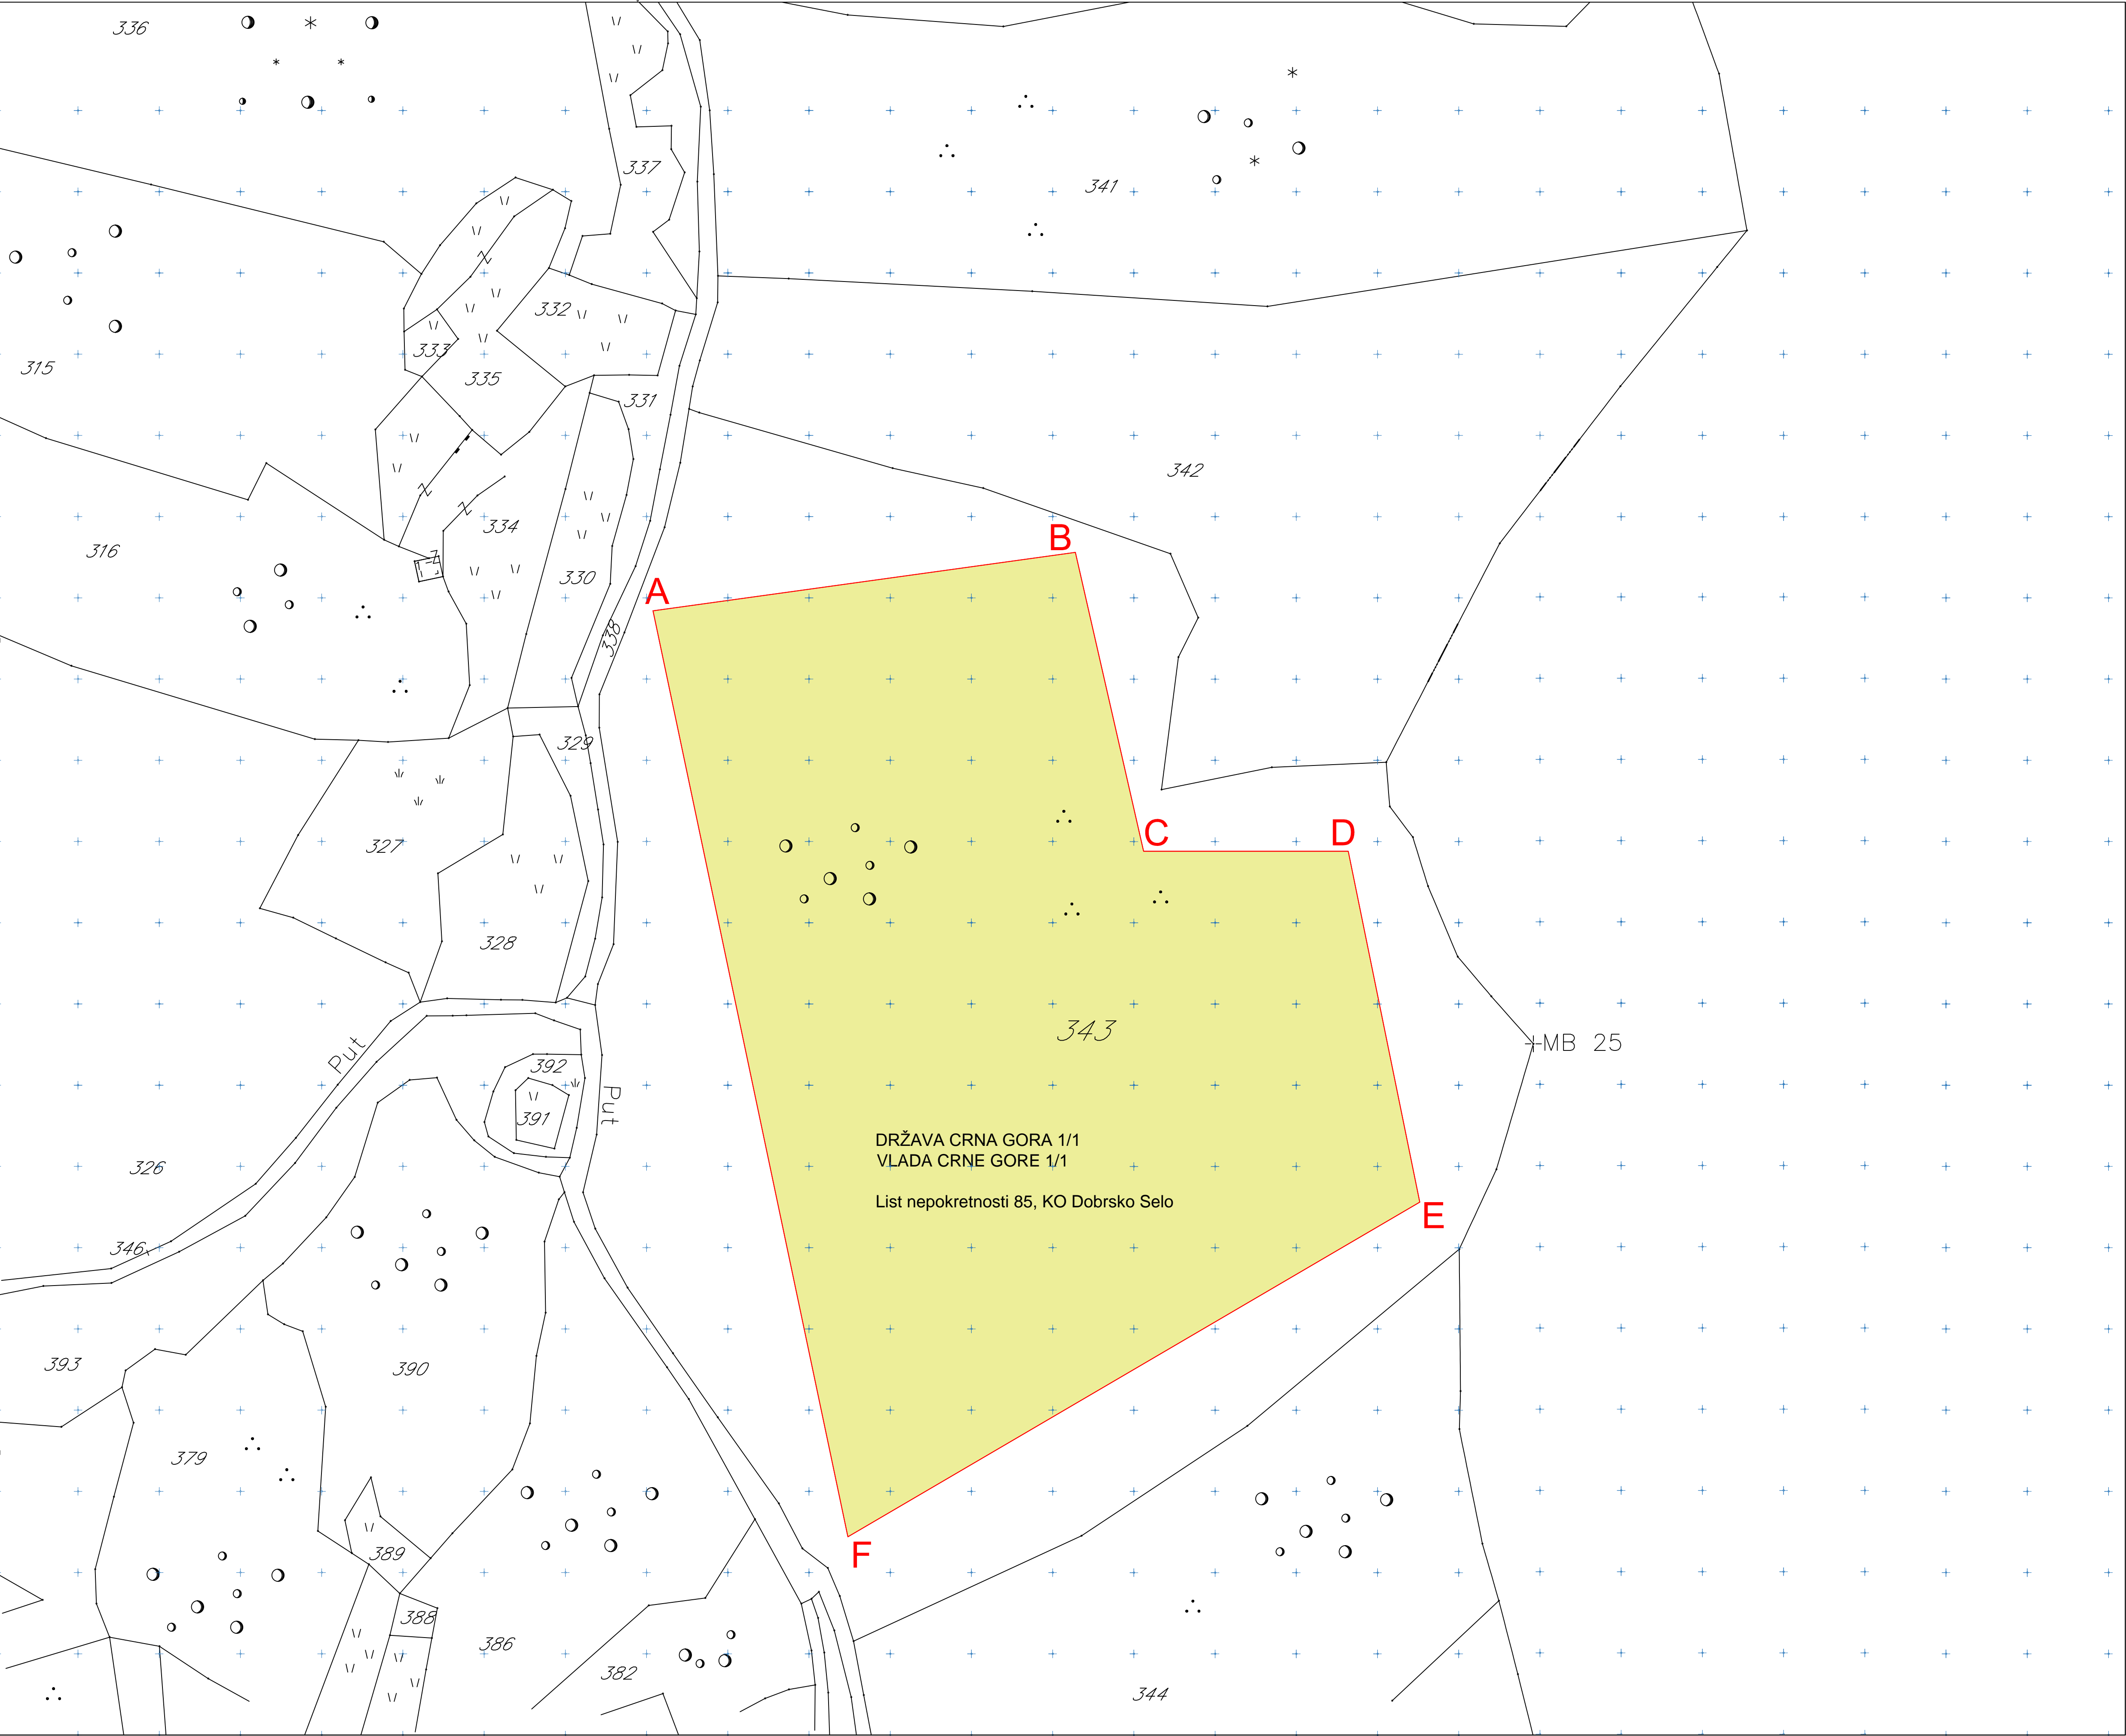 336
337
341
332
333
315
335
331
342
334
316
B
330
A
338
329
C
D
327
328
343
MB 25
Put
392
Put
391
DRŽAVA CRNA GORA 1/1
VLADA CRNE GORE 1/1
326
List nepokretnosti 85, KO Dobrsko Selo
E
346
393
390
379
F
389
388
386
382
344